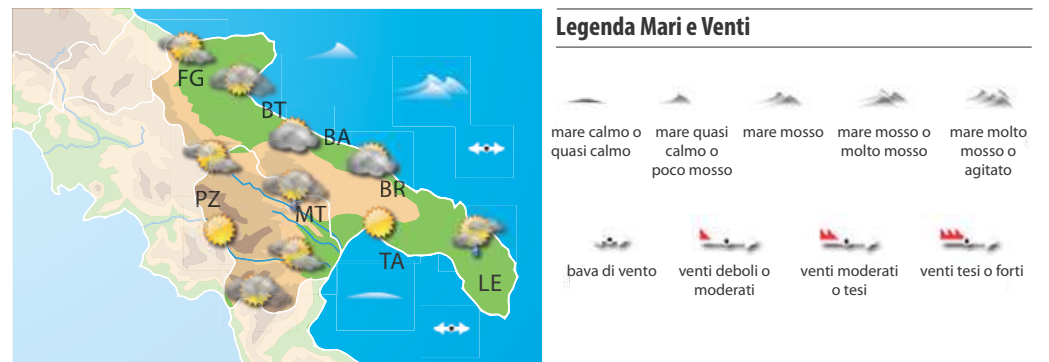 Legenda Mari e Venti
FG
BT
BA
BR
PZ
MT
TA
LE
mare calmo o
quasi calmo
mare quasi
calmo o
poco mosso
mare mosso
mare mosso o
molto mosso
mare molto
mosso o
agitato
bava di vento
venti deboli o
moderati
venti moderati
o tesi
venti tesi o forti